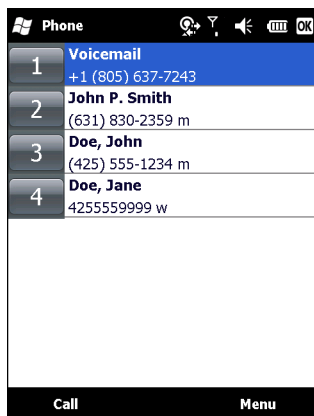 Phone
OK
1
Voicemail
+1 (805) 637-7243
2
John P. Smith
(631) 830-2359 m
3
Doe, John
(425) 555-1234 m
4
Doe, Jane
4255559999 w
Call
Menu